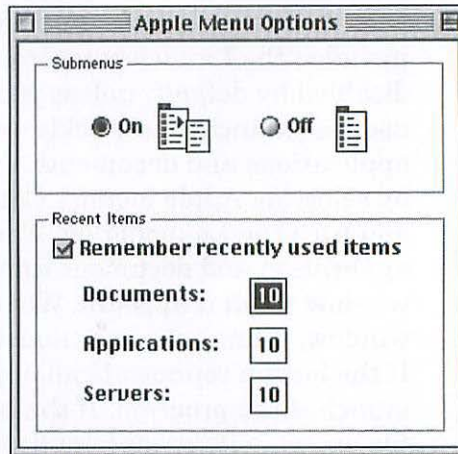 Apple Menu Options
Submenus
On
Off
Recent Items
Remember recently used items
Documents: 10
Applications: 10
Servers: 10